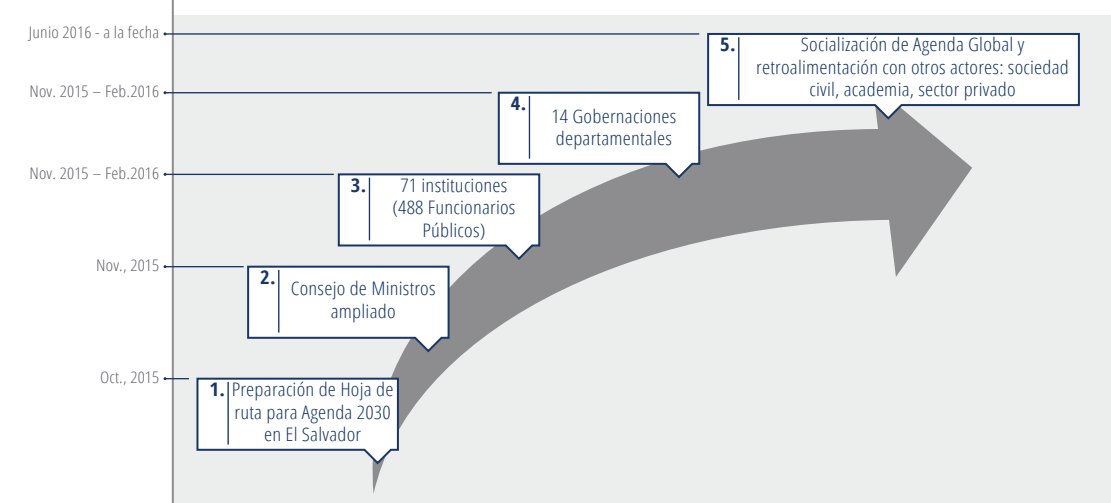 Junio 2016 - a la fecha
5.
Socialización de Agenda Global y
retroalimentación con otros actores: sociedad
civil, academia, sector privado
Nov. 2015 – Feb.2016
4.
14 Gobernaciones
departamentales
Nov. 2015 – Feb.2016
3.
71 instituciones
(488 Funcionarios
Públicos)
Nov., 2015
2.
Consejo de Ministros
ampliado
Oct., 2015
1.
Preparación de Hoja de
ruta para Agenda 2030
en El Salvador